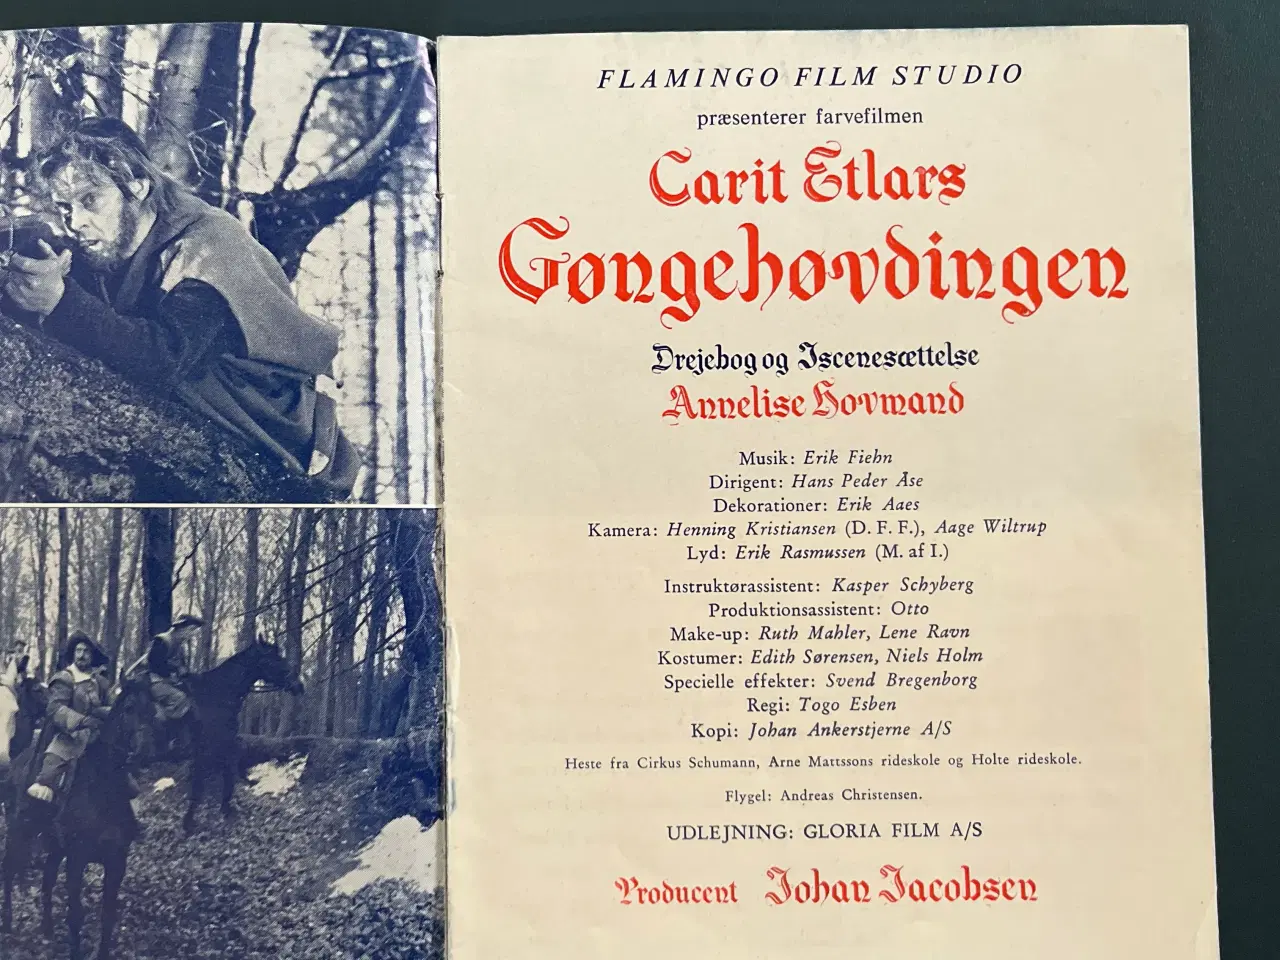 FLAMINGO FILM STUDIO
præsenterer farvefilmen
Carit Etlars
Gøngehøvdingen
Drejebog og Iscenesættelse
Annelise Hovmand
Musik: Erik Fiehn
Dirigent: Hans Peder Åse
Dekorationer: Erik Aaes
Kamera: Henning Kristiansen (D. F. F.), Aage Wiltrup
Lyd: Erik Rasmussen (M. af I.)
Instruktørassistent: Kasper Schyberg
Produktionsassistent: Otto
Make-up: Ruth Mahler, Lene Ravn
Kostumer: Edith Sørensen, Niels Holm
Specielle effekter: Svend Bregenborg
Regi: Togo Esben
Kopi: Johan Ankerstjerne A/S
Heste fra Cirkus Schumann, Arne Mattssons rideskole og Holte rideskole.
Flygel: Andreas Christensen.
UDLEJNING: GLORIA FILM A/S
Producent Johan Jacobsen